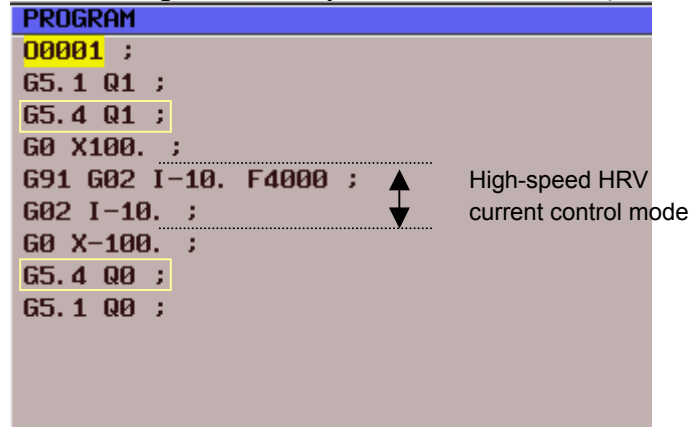 PROGRAM
O0001 ;
G5.1 Q1 ;
G5.4 Q1 ;
G0 X100. ;
G91 G02 I-10. F4000 ;
High-speed HRV
G02 I-10. ;
current control mode
G0 X-100. ;
G5.4 Q0 ;
G5.1 Q0 ;